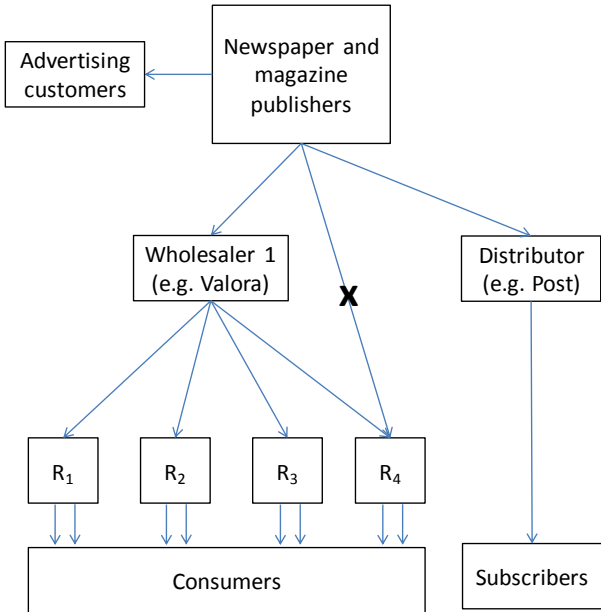 Newspaper and
magazine
publishers
Advertising
customers
Wholesaler 1
(e.g. Valora)
Distributor
(e.g. Post)
X
R₁
R₂
R₃
R₄
Consumers
Subscribers